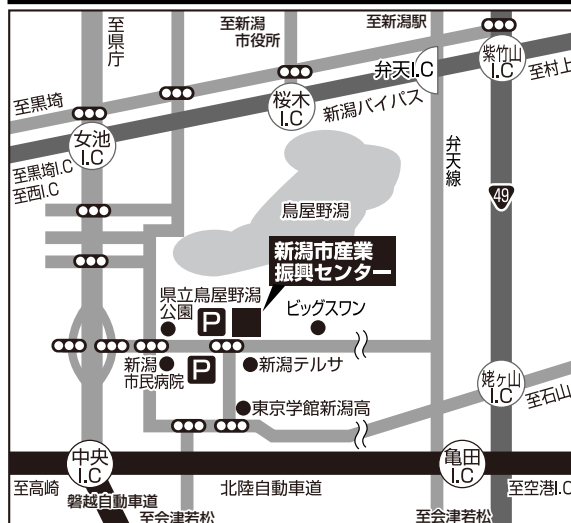 至県庁
至新潟
市役所
至新潟駅
紫竹山
I.C
弁天I.C
至村上
至黒埼
桜木
I.C
新潟バイパス
女池
I.C
至黒埼I.C
至西I.C
弁天線
49
鳥屋野潟
新潟市産業
振興センター
県立鳥屋野潟
公園
P
ビッグスワン
新潟
市民病院
P
新潟テルサ
姥ヶ山
I.C
至石山
東京学館新潟高
中央
I.C
亀田
I.C
至高崎
北陸自動車道
至空港I.C
磐越自動車道
至会津若松
至会津若松